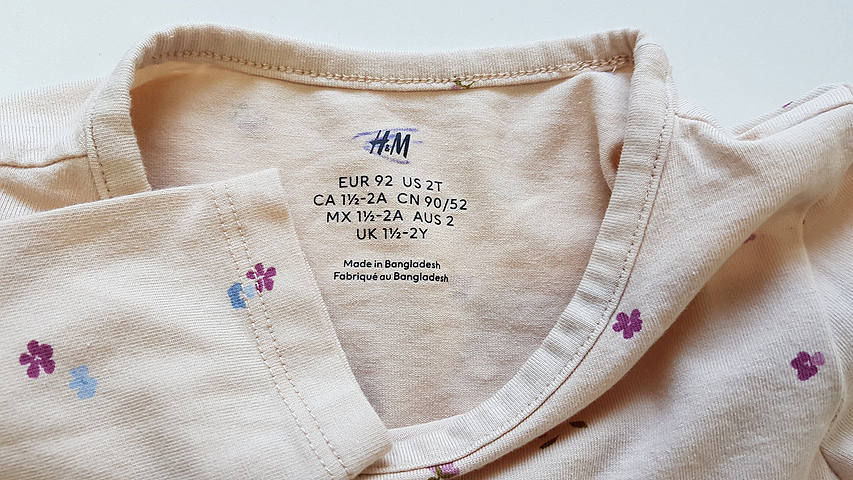 H&M
EUR 92 US 2T
CA 1½-2A CN 90/52
MX 1½-2A AUS 2
UK 1½-2Y
Made in Bangladesh
Fabriqué au Bangladesh